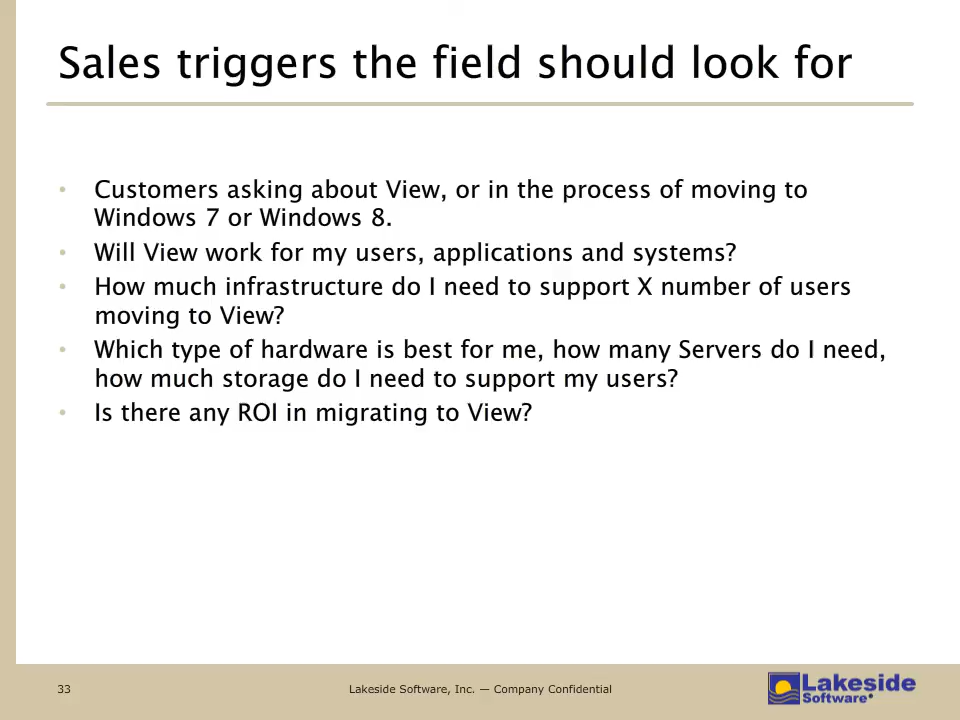 Sales triggers the field should look for
• Customers asking about View, or in the process of moving to
Windows 7 or Windows 8.
• Will View work for my users, applications and systems?
• How much infrastructure do I need to support X number of users
moving to View?
• Which type of hardware is best for me, how many Servers do I need,
how much storage do I need to support my users?
• Is there any ROI in migrating to View?
33
Lakeside Software, Inc. — Company Confidential
Lakeside
Software